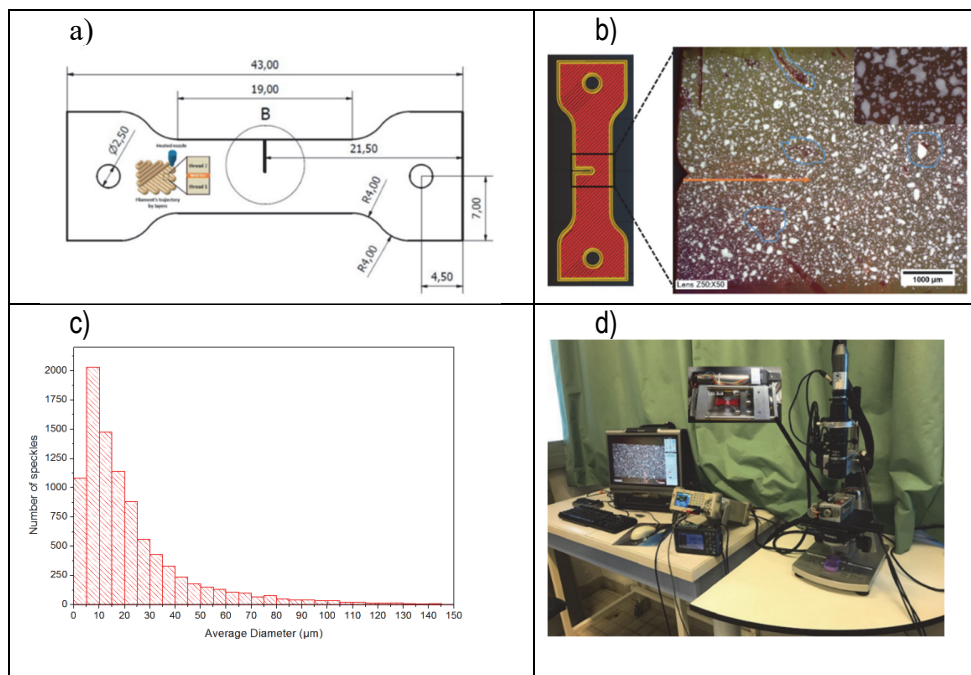 a)
43,00
19,00
B
21,50
Ø2,50
Heated nozzle
thread 2
thread 1
Filament's trajectory
by layers
R4,00
R4,00
7,00
4,50
b)
1000 µm
Lens Z50:X50
c)
Number of speckles
2000
1750
1500
1250
1000
750
500
250
0
0 10 20 30 40 50 60 70 80 90 100 110 120 130 140 150
Average Diameter (µm)
d)